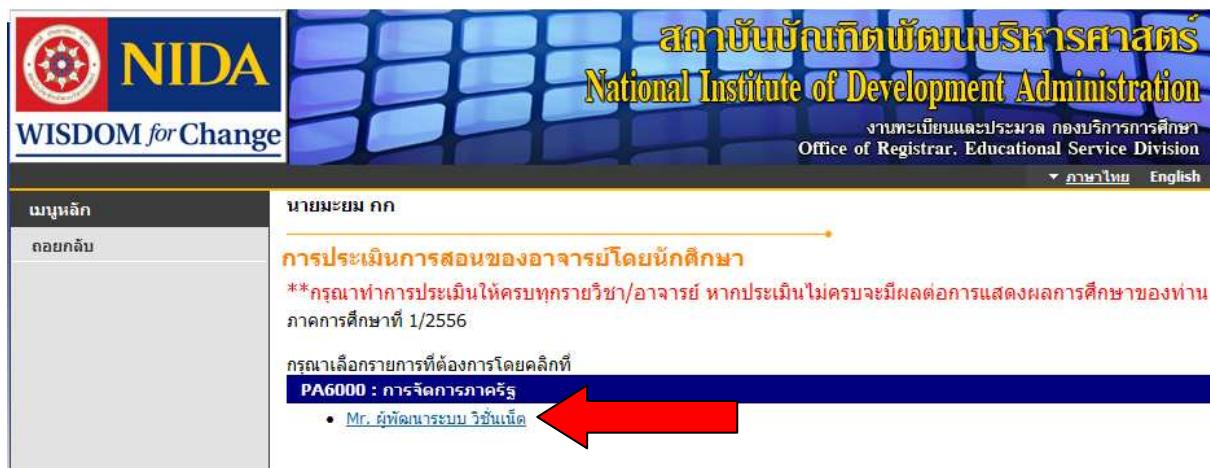 NIDA
WISDOM for Change
สถาบันบัณฑิตพัฒนบริหารศาสตร์
National Institute of Development Administration
งานทะเบียนและประมวล กองบริการการศึกษา
Office of Registrar, Educational Service Division
ภาษาไทย English
เมนูหลัก
ถอยกลับ
นายมะยม กก
การประเมินการสอนของอาจารย์โดยนักศึกษา
**กรุณาทำการประเมินให้ครบทุกรายวิชา/อาจารย์ หากประเมินไม่ครบจะมีผลต่อการแสดงผลการศึกษาของท่าน
ภาคการศึกษาที่ 1/2556
กรุณาเลือกรายการที่ต้องการโดยคลิกที่
PA6000 : การจัดการภาครัฐ
Mr. ผู้พัฒนาระบบ วิชั่นเน็ต